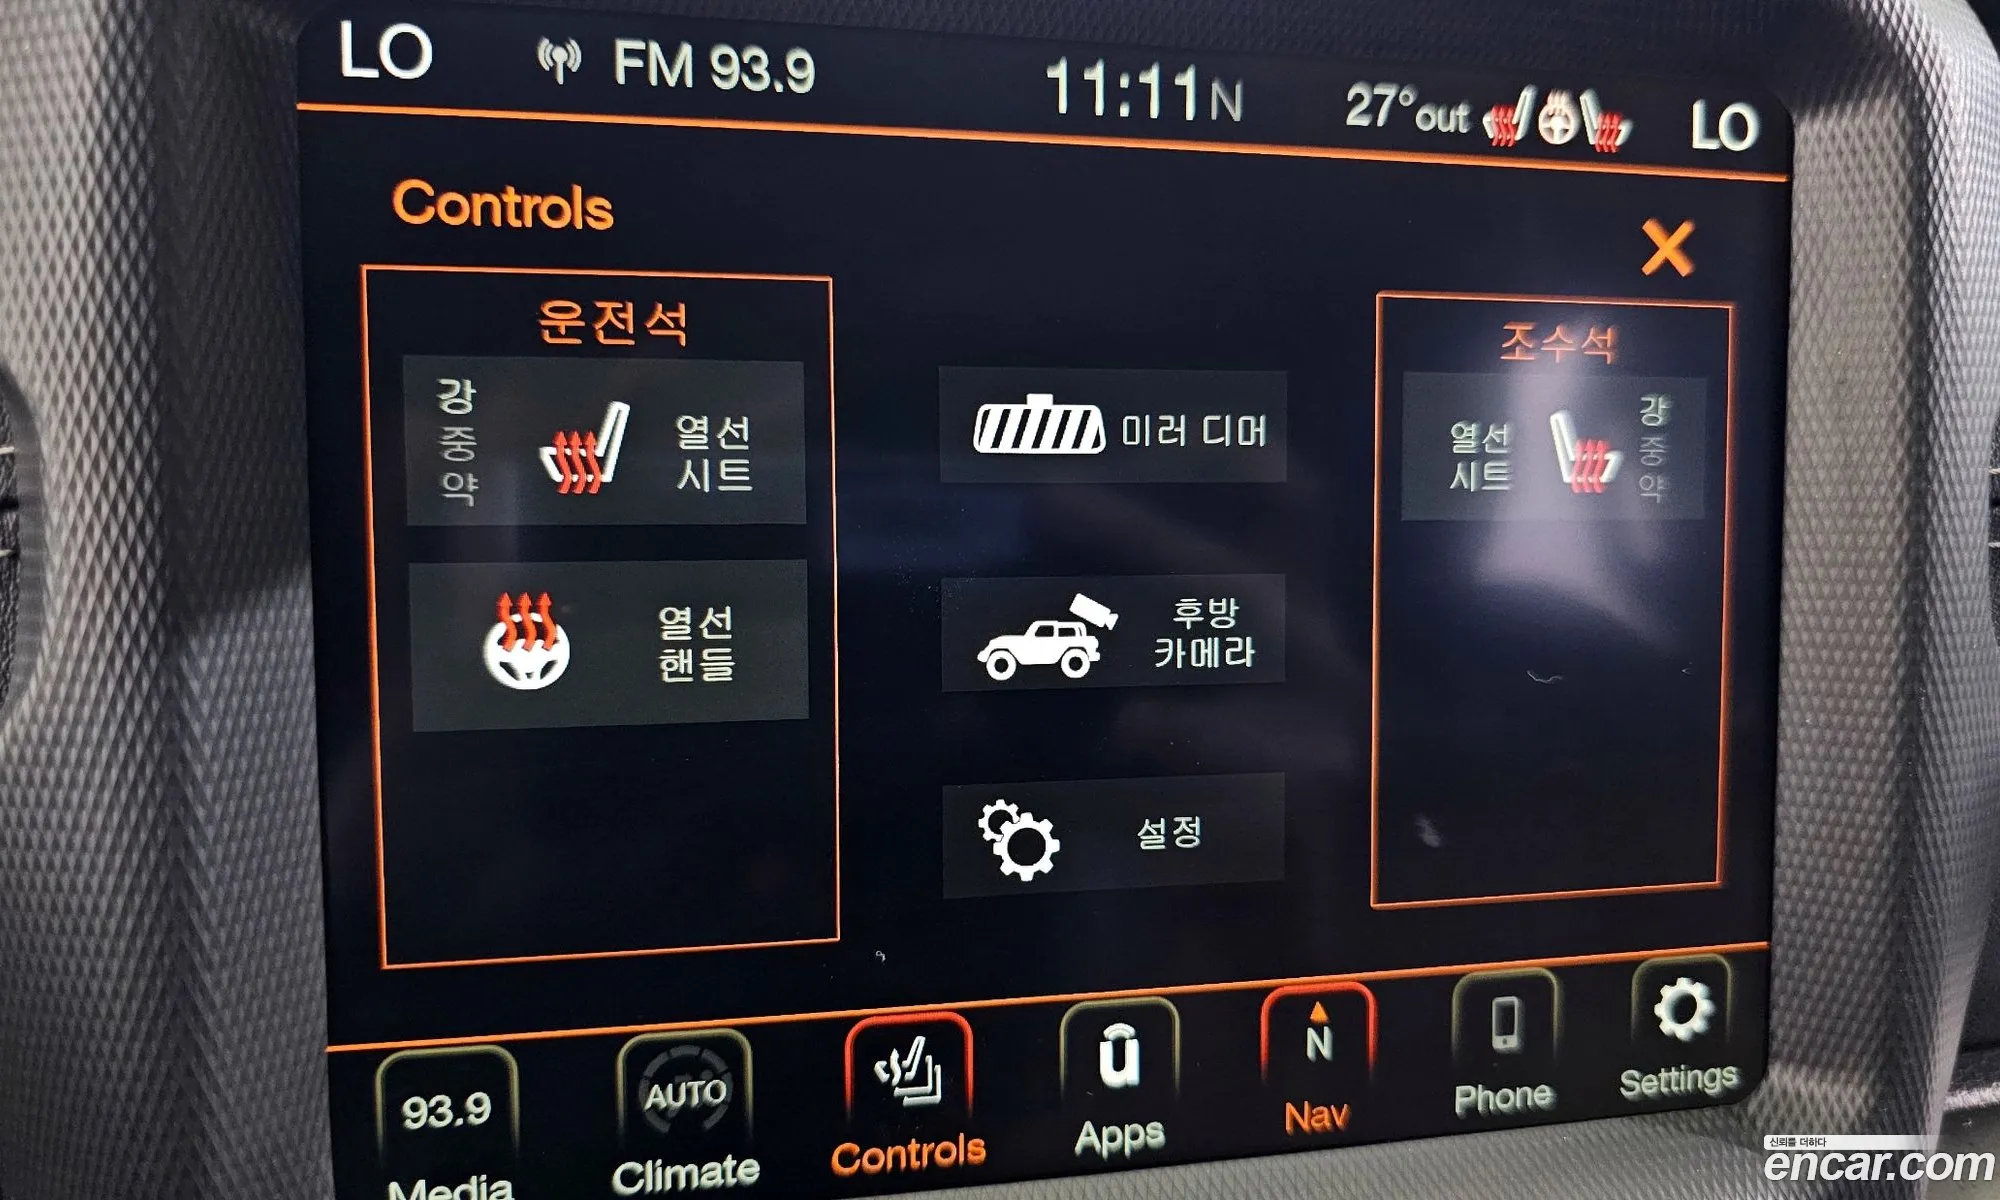 LO
FM 93.9
11:11 N
27°out
LO
Controls
X
운전석
강
중
약
열선
시트
열선
핸들
미러 디머
후방
카메라
설정
조수석
열선
시트
강
중
약
93.9
Media
AUTO
Climate
Controls
Apps
N
Nav
Phone
Settings
신뢰를 더하다
encar.com